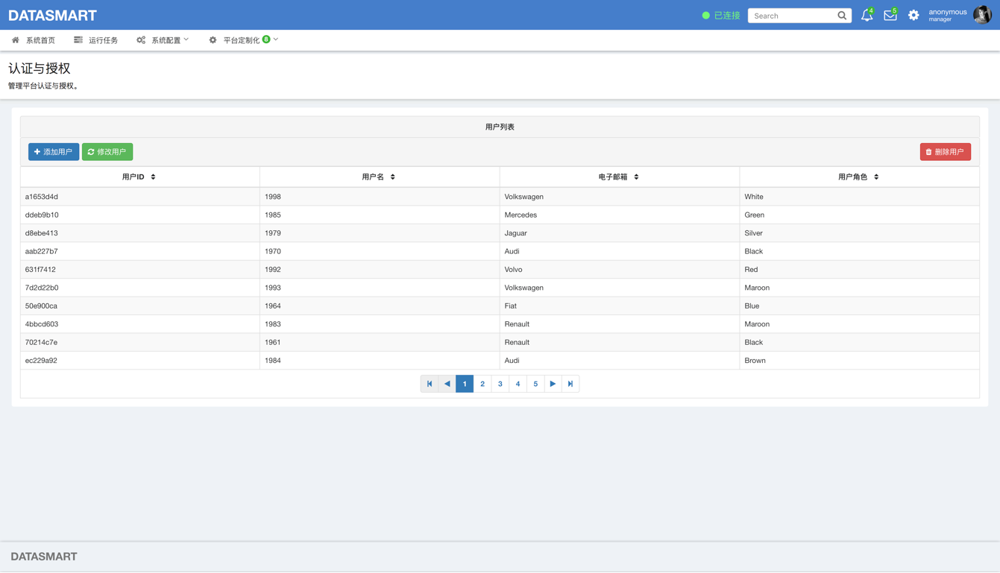 DATASMART
已连接
Search
4
5
anonymous
manager
系统首页 运行任务 系统配置 平台定制化 8
认证与授权
管理平台认证与授权。
用户列表
添加用户 修改用户 删除用户
用户ID 用户名 电子邮箱 用户角色
a1653d4d 1998 Volkswagen White
ddeb9b10 1985 Mercedes Green
d8ebe413 1979 Jaguar Silver
aab227b7 1970 Audi Black
631f7412 1992 Volvo Red
7d2d22b0 1993 Volkswagen Maroon
50e900ca 1964 Fiat Blue
4bbcd603 1983 Renault Maroon
70214c7e 1961 Renault Black
ec229a92 1984 Audi Brown
1 2 3 4 5
DATASMART